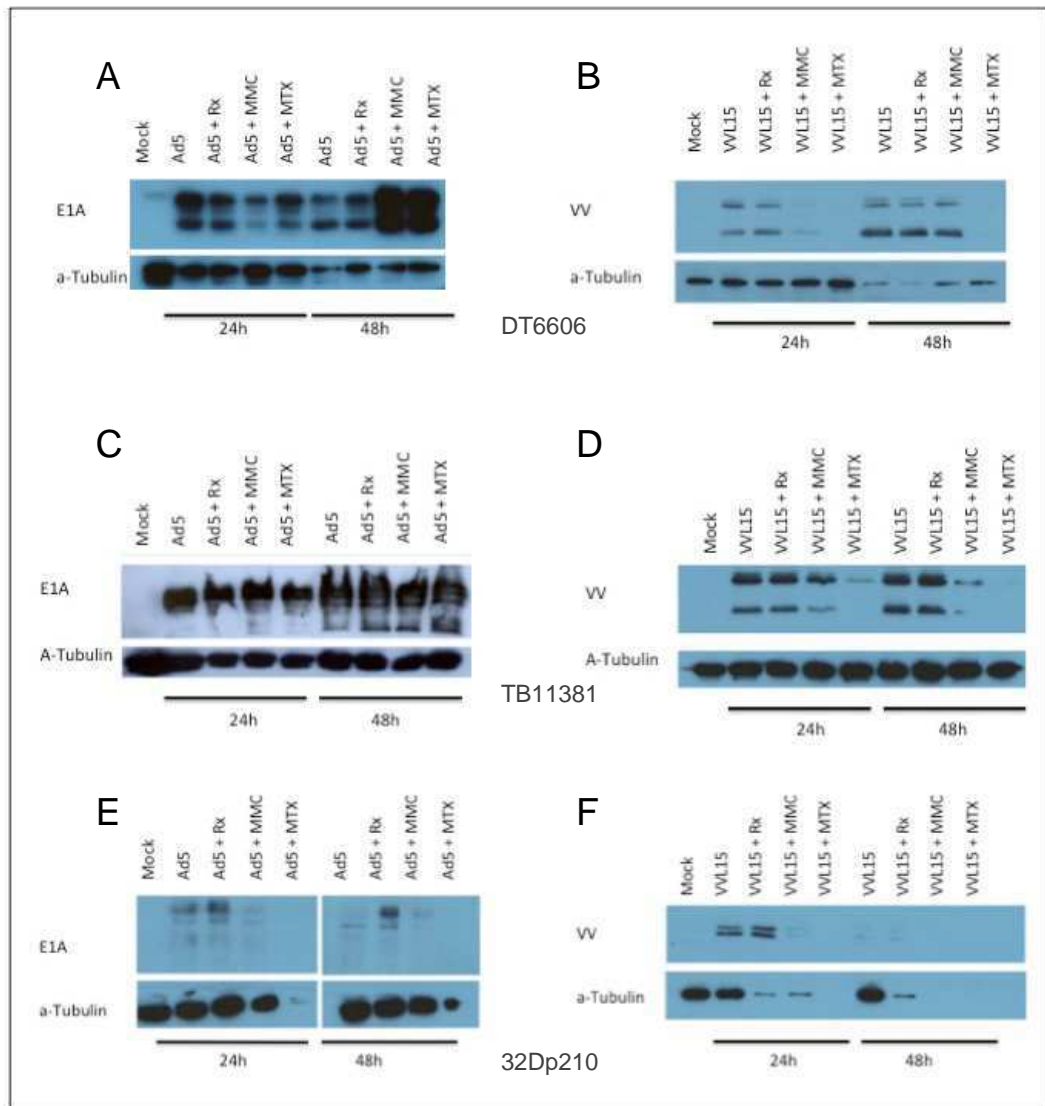 A
Mock
Ad5
Ad5 + Rx
Ad5 + MMC
Ad5 + MTX
Ad5
Ad5 + Rx
Ad5 + MMC
Ad5 + MTX
E1A
a-Tubulin
24h
48h
B
Mock
VVL15
VVL15 + Rx
VVL15 + MMC
VVL15 + MTX
VVL15
VVL15 + Rx
VVL15 + MMC
VVL15 + MTX
VV
a-Tubulin
24h
48h
DT6606
C
Mock
Ad5
Ad5 + Rx
Ad5 + MMC
Ad5 + MTX
Ad5
Ad5 + Rx
Ad5 + MMC
Ad5 + MTX
E1A
A-Tubulin
24h
48h
D
Mock
VVL15
VVL15 + Rx
VVL15 + MMC
VVL15 + MTX
VVL15
VVL15 + Rx
VVL15 + MMC
VVL15 + MTX
VV
A-Tubulin
24h
48h
TB11381
E
Mock
Ad5
Ad5 + Rx
Ad5 + MMC
Ad5 + MTX
Ad5
Ad5 + Rx
Ad5 + MMC
Ad5 + MTX
E1A
a-Tubulin
24h
48h
F
Mock
VVL15
VVL15 + Rx
VVL15 + MMC
VVL15 + MTX
VVL15
VVL15 + Rx
VVL15 + MMC
VVL15 + MTX
VV
a-Tubulin
24h
48h
32Dp210